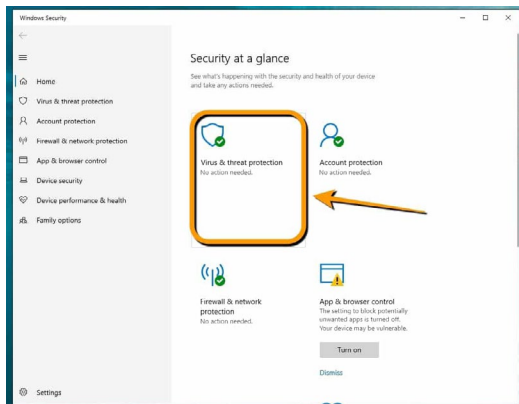 Windows Security
Home
Virus & threat protection
Account protection
Firewall & network protection
App & browser control
Device security
Device performance & health
Family options
Settings
Security at a glance
See what's happening with the security and health of your device
and take any actions needed.
Virus & threat protection
No action needed.
Account protection
No action needed.
Firewall & network
protection
No action needed.
App & browser control
The setting to block potentially
unwanted apps is turned off.
Your device may be vulnerable.
Turn on
Dismiss